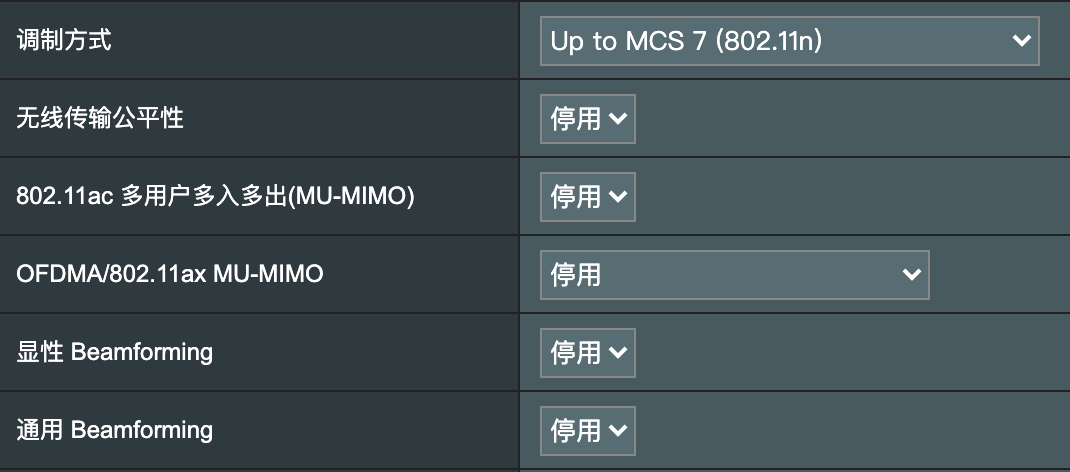 调制方式
Up to MCS 7 (802.11n)
无线传输公平性
停用
802.11ac 多用户多入多出(MU-MIMO)
停用
OFDMA/802.11ax MU-MIMO
停用
显性 Beamforming
停用
通用 Beamforming
停用